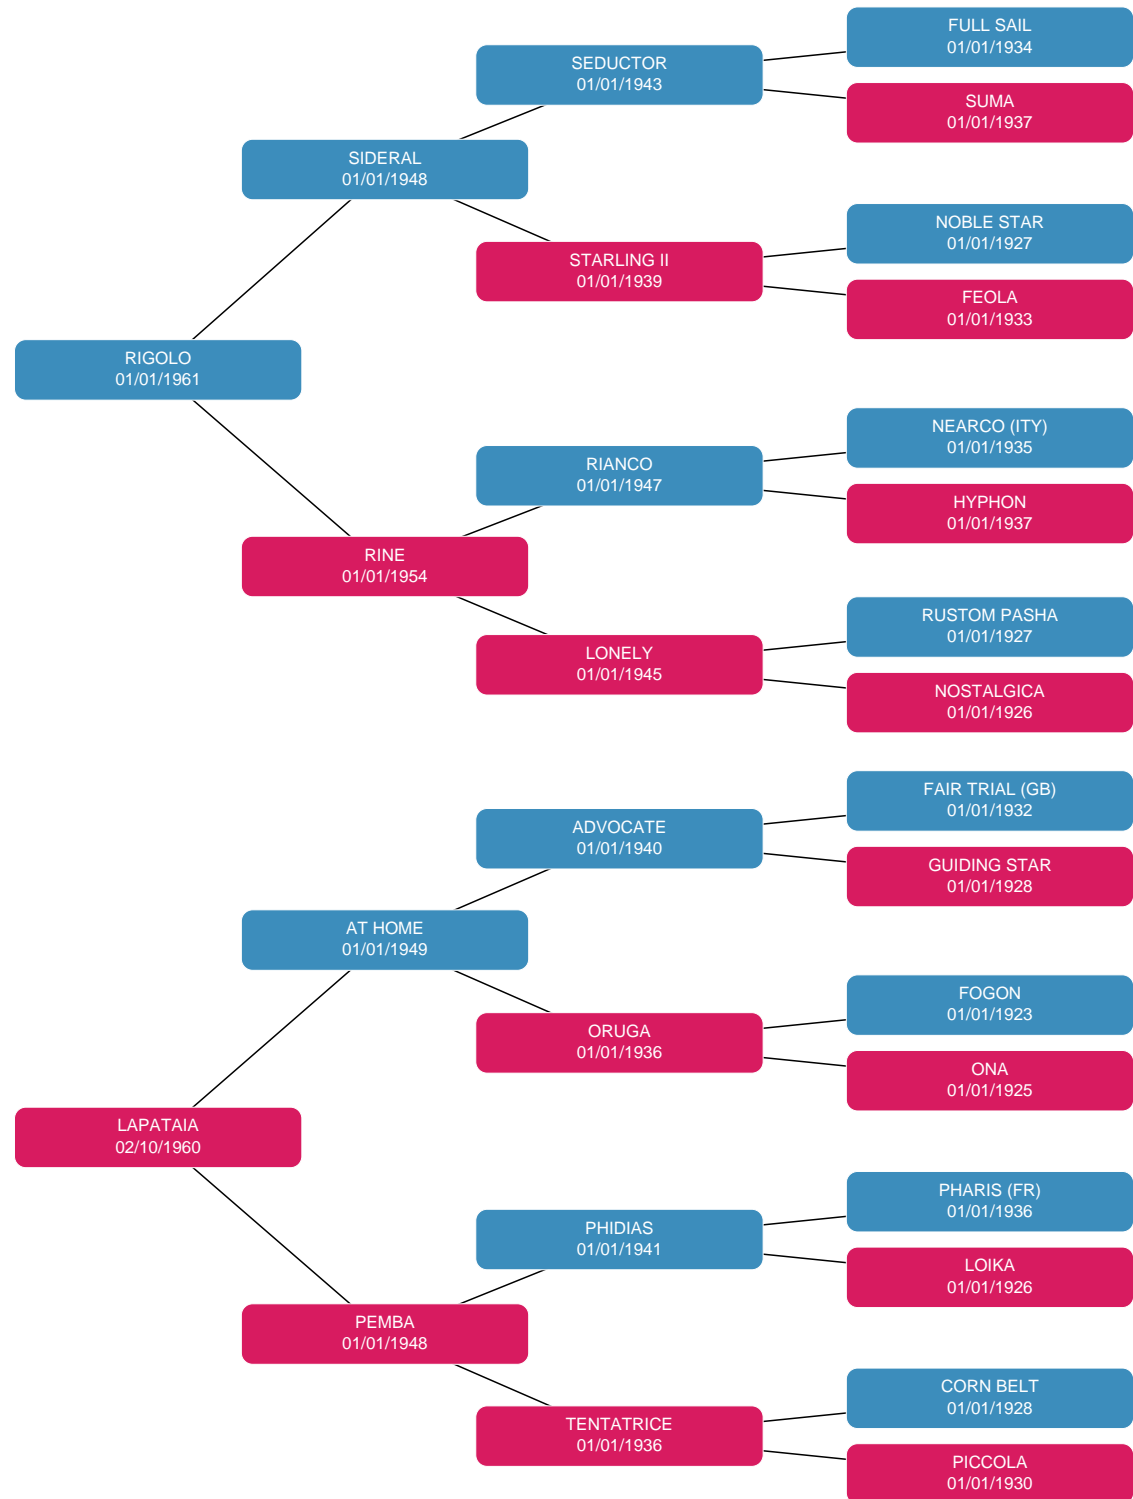 FULL SAIL
01/01/1934
SEDUCTOR
01/01/1943
SUMA
01/01/1937
SIDERAL
01/01/1948
NOBLE STAR
01/01/1927
STARLING II
01/01/1939
FEOLA
01/01/1933
RIGOLO
01/01/1961
NEARCO (ITY)
01/01/1935
RIANCO
01/01/1947
HYPHON
01/01/1937
RINE
01/01/1954
RUSTOM PASHA
01/01/1927
LONELY
01/01/1945
NOSTALGICA
01/01/1926
FAIR TRIAL (GB)
01/01/1932
ADVOCATE
01/01/1940
GUIDING STAR
01/01/1928
AT HOME
01/01/1949
FOGON
01/01/1923
ORUGA
01/01/1936
ONA
01/01/1925
LAPATAIA
02/10/1960
PHARIS (FR)
01/01/1936
PHIDIAS
01/01/1941
LOIKA
01/01/1926
PEMBA
01/01/1948
CORN BELT
01/01/1928
TENTATRICE
01/01/1936
PICCOLA
01/01/1930